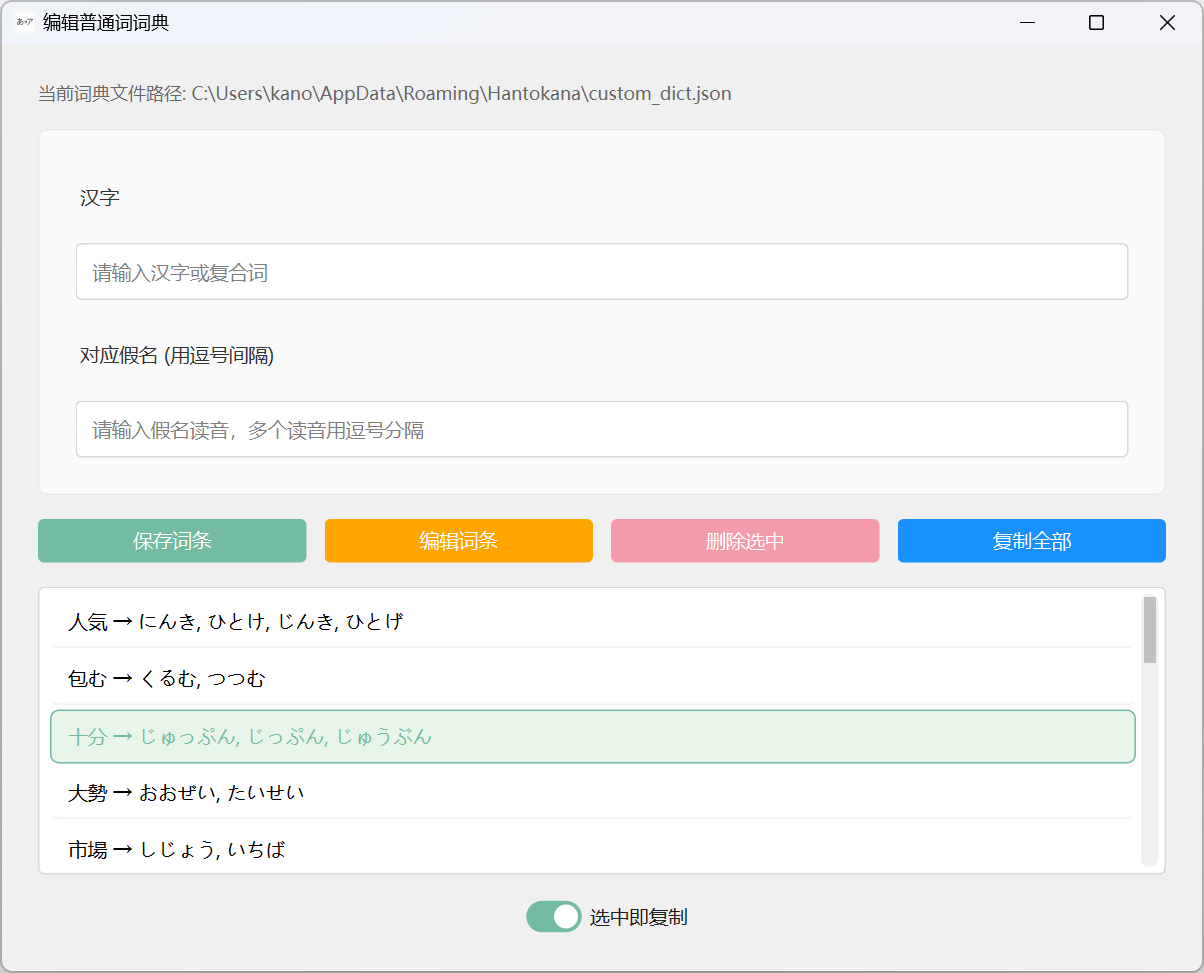 あ→ア 编辑普通词词典
当前词典文件路径: C:\Users\kano\AppData\Roaming\Hantokana\custom_dict.json
汉字
请输入汉字或复合词
对应假名 (用逗号间隔)
请输入假名读音，多个读音用逗号分隔
保存词条 编辑词条 删除选中 复制全部
人気 → にんき, ひとけ, じんき, ひとげ
包む → くるむ, つつむ
十分 → じゅっぷん, じっぷん, じゅうぶん
大勢 → おおぜい, たいせい
市場 → しじょう, いちば
选中即复制